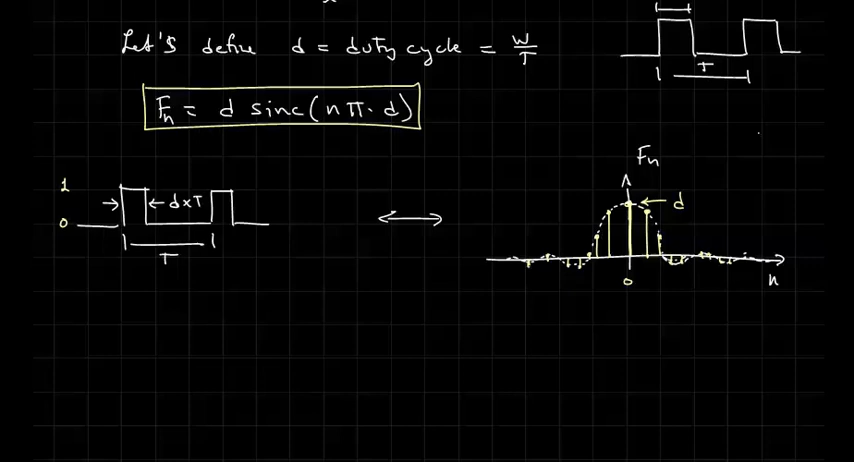 Let's define d = duty cycle = W/T
T
Fn = d sinc(nπ·d)
Fn
1
d×T
d
0
T
0
n